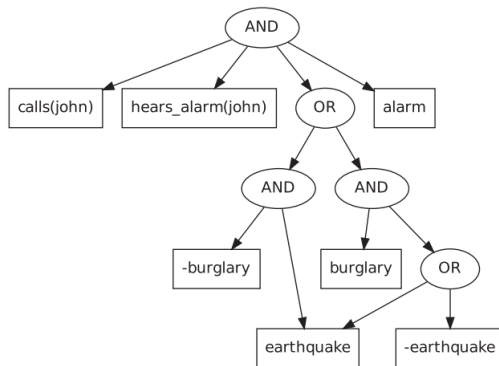 AND
calls(john)
hears_alarm(john)
OR
alarm
AND
AND
-burglary
burglary
OR
earthquake
-earthquake